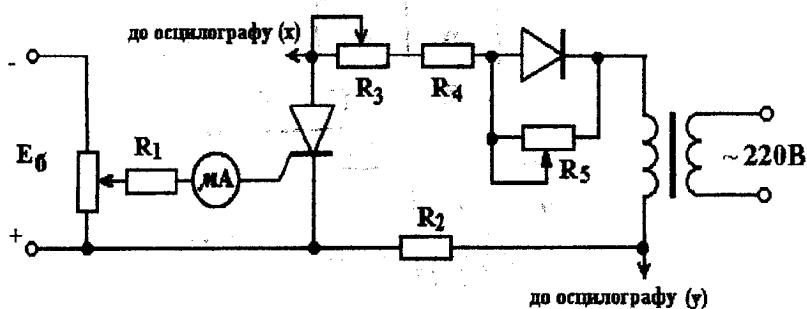 до осцилографу (x)
-
R3
R4
Eб
R1
мА
R5
~220В
+
R2
до осцилографу (y)